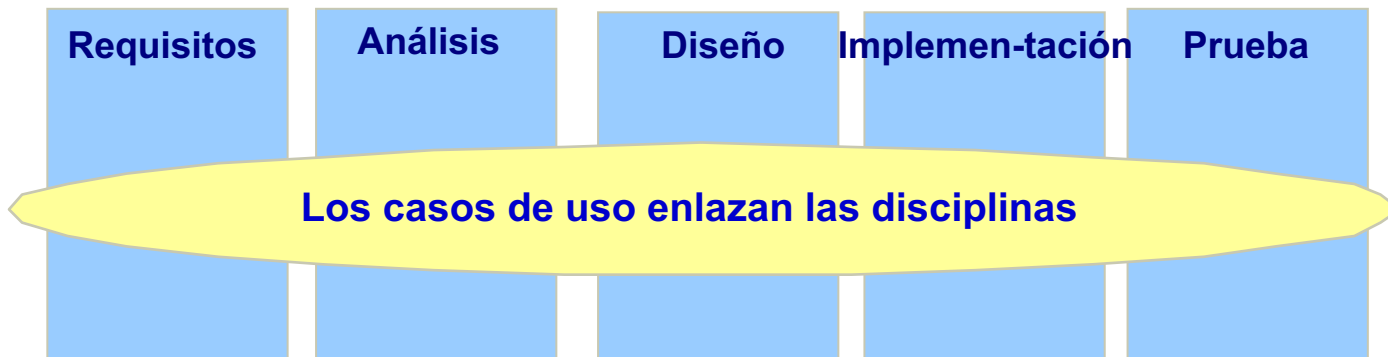 Requisitos
Análisis
Diseño
Implemen-tación
Prueba
Los casos de uso enlazan las disciplinas